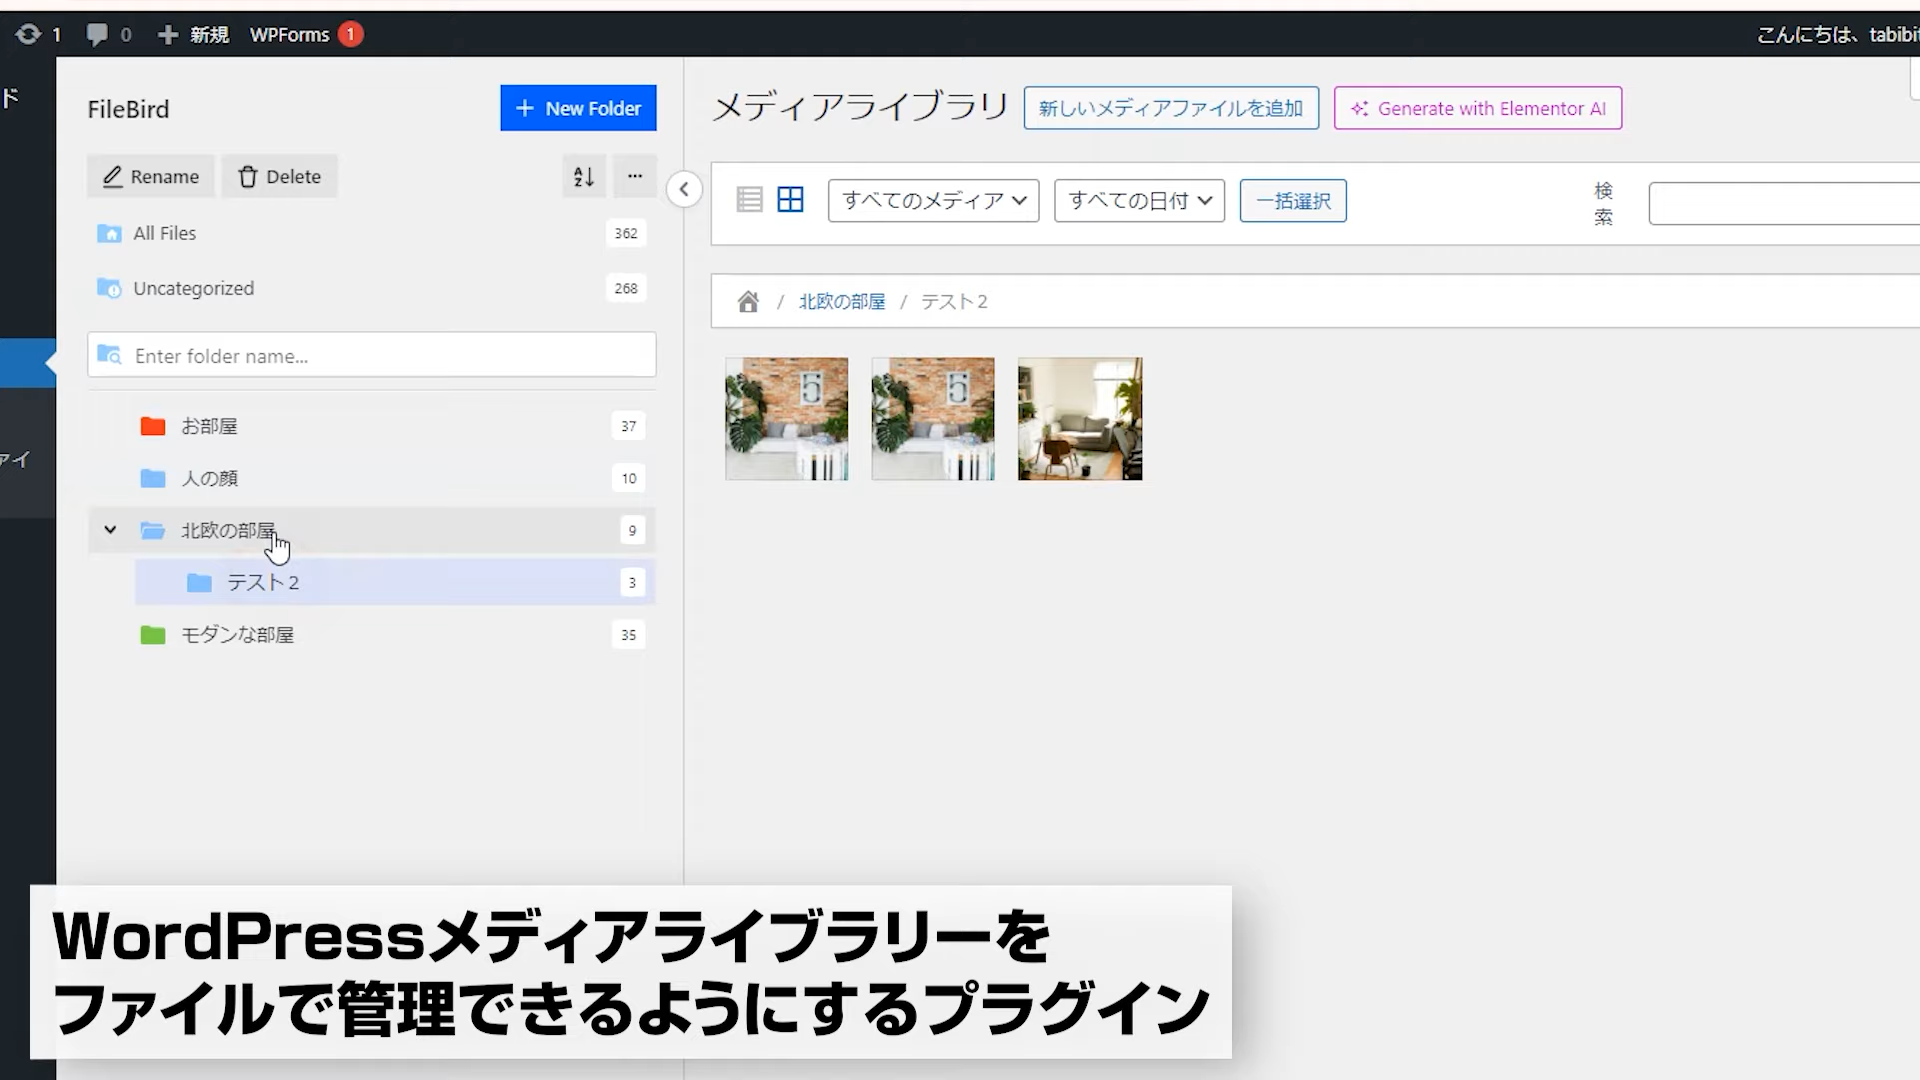 1 0 新規 WPForms 1
こんにちは、tabibit
ド
ァイ
FileBird
New Folder
Rename Delete
All Files 362
Uncategorized 268
Enter folder name...
お部屋 37
人の顔 10
北欧の部屋 9
テスト2 3
モダンな部屋 35
メディアライブラリ 新しいメディアファイルを追加 Generate with Elementor AI
すべてのメディア すべての日付 一括選択 検索
/ 北欧の部屋 / テスト2
5 5
WordPressメディアライブラリーを
ファイルで管理できるようにするプラグイン